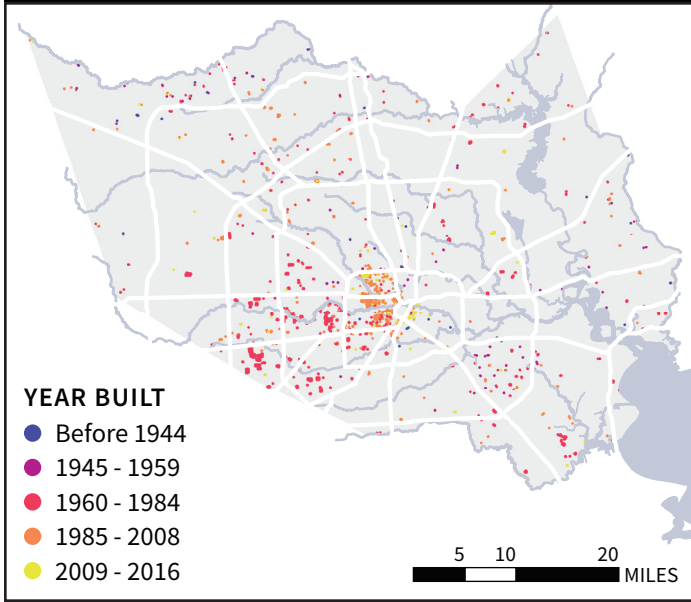 YEAR BUILT
Before 1944
1945 - 1959
1960 - 1984
1985 - 2008
2009 - 2016
5 10 20
MILES